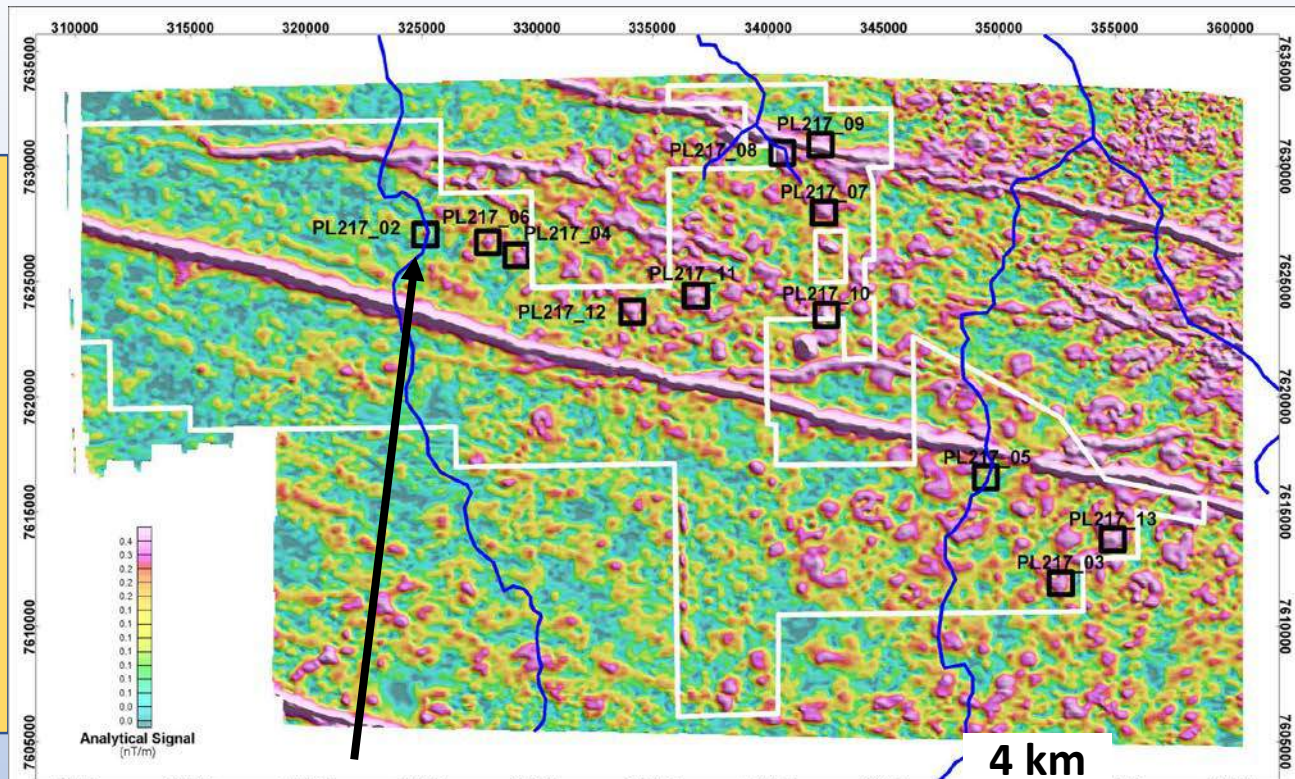 310000 315000 320000 325000 330000 335000 340000 345000 350000 355000 360000
7635000 7635000
PL217_09
PL217_08
7630000 7630000
PL217_07
PL217_06
PL217_02
PL217_04
PL217_11
7625000 7625000
PL217_10
PL217_12
7620000 7620000
PL217_05
7615000 7615000
PL217_13
PL217_03
7610000 7610000
0.4
0.3
0.2
0.2
0.2
0.1
0.1
0.1
0.1
0.1
0.1
0.1
0.0
0.0
Analytical Signal
(nT/m)
7605000 7605000
4 km